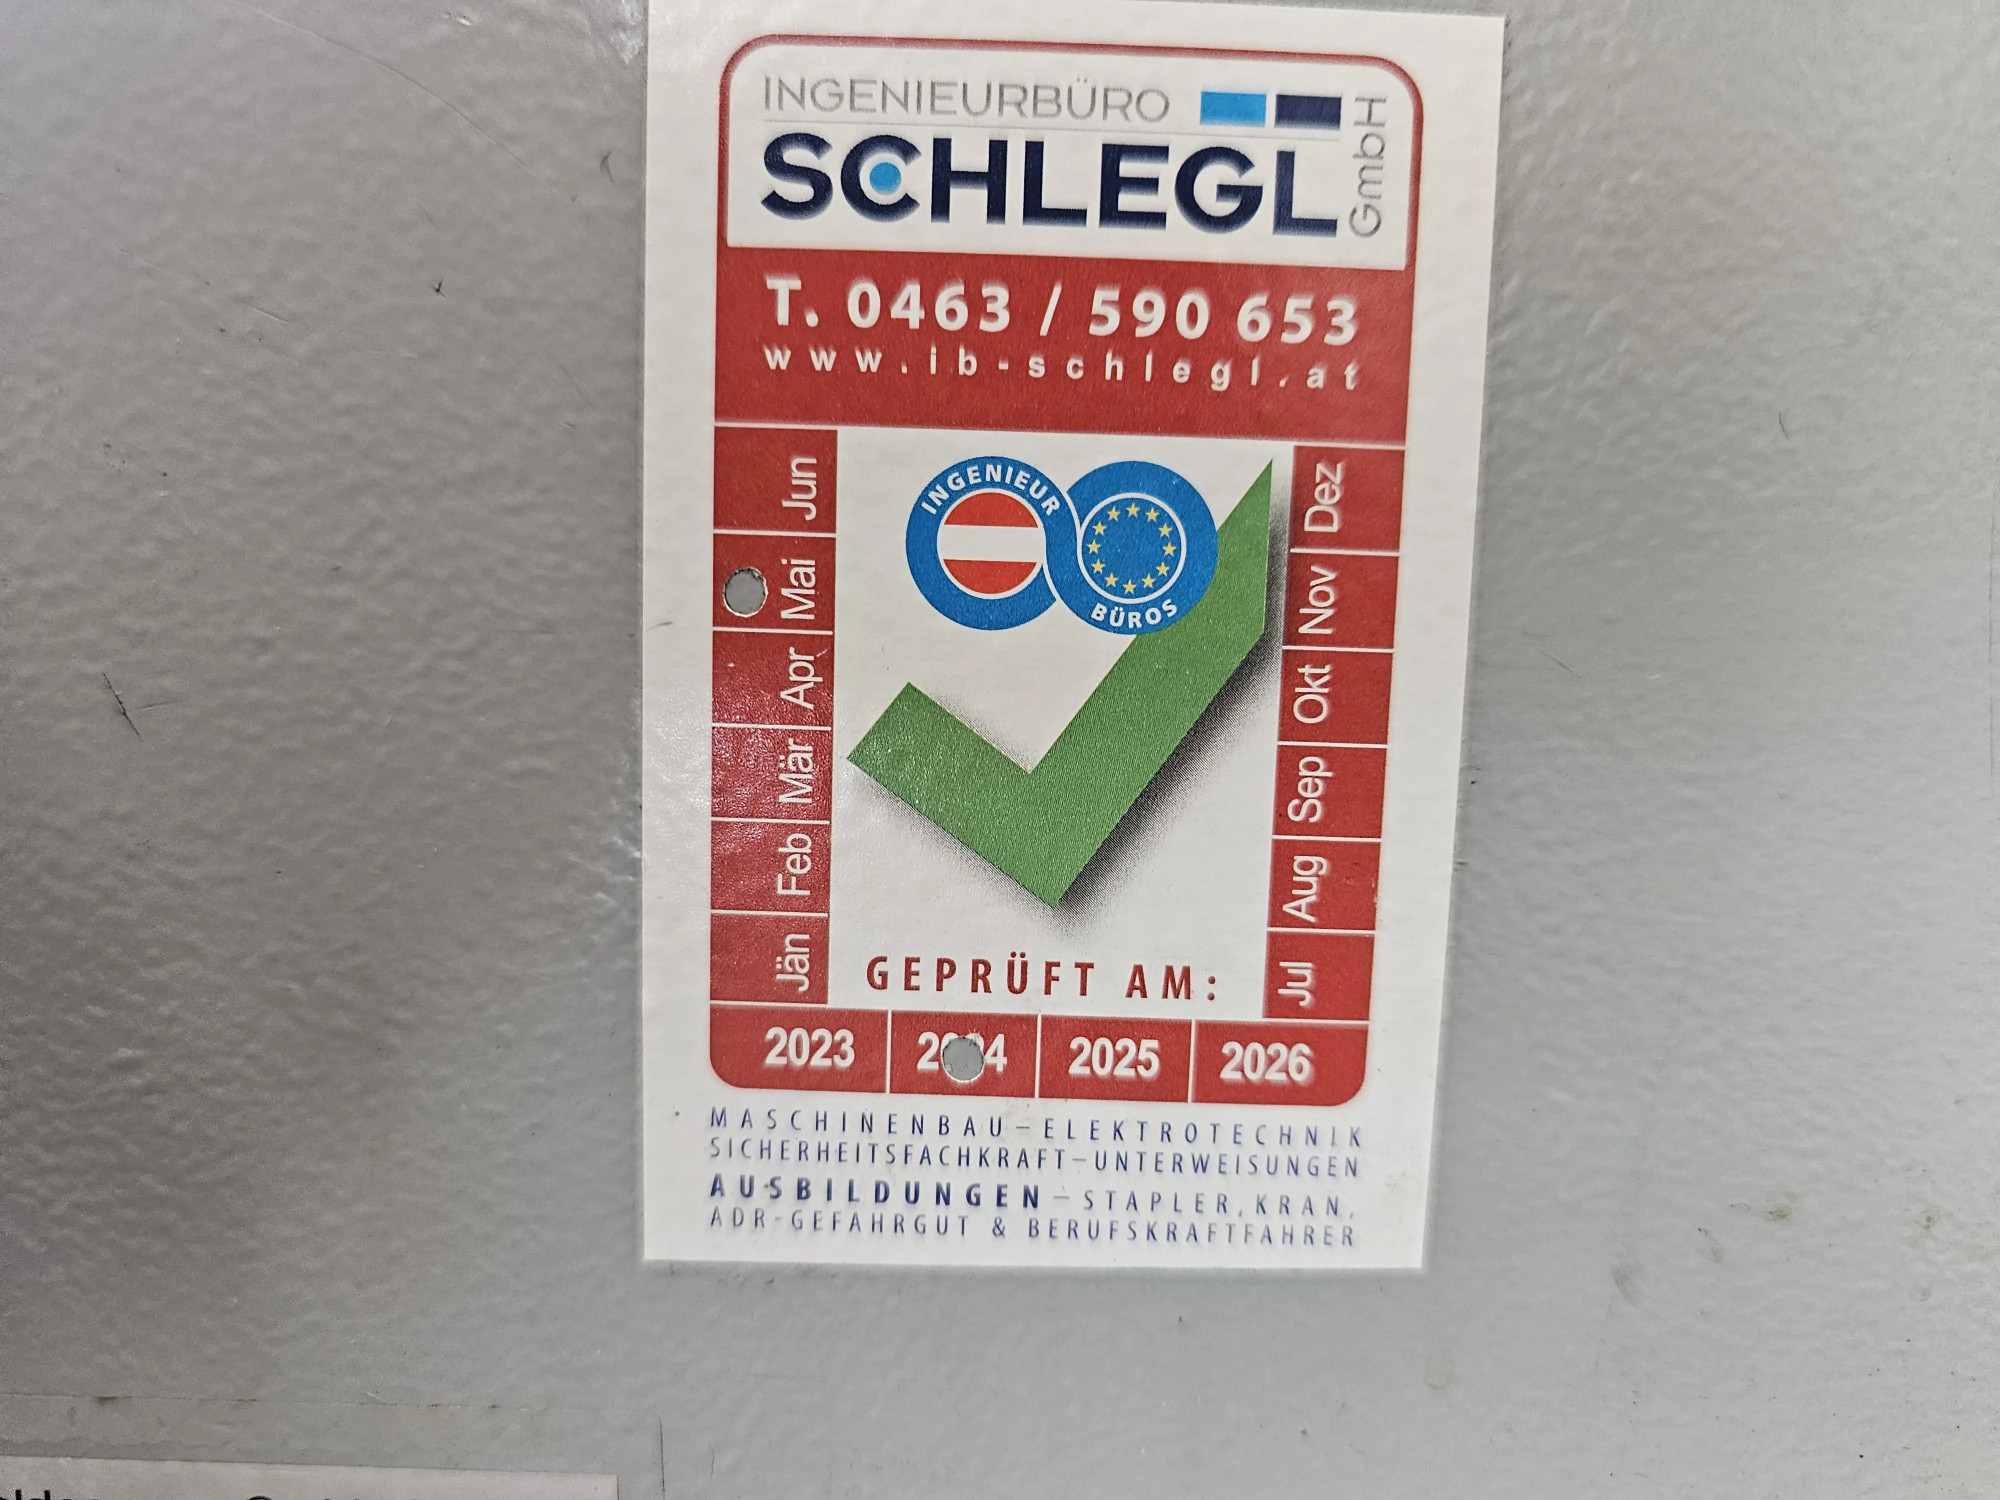 INGENIEURBÜRO
SCHLEGL
GmbH
T. 0463 / 590 653
www.ib-schlegl.at
INGENIEUR
BÜROS
Jun
Mai
Apr
Mär
Feb
Jän
Dez
Nov
Okt
Sep
Aug
Jul
GEPRÜFT AM:
2023 2024 2025 2026
MASCHINENBAU – ELEKTROTECHNIK
SICHERHEITSFACHKRAFT – UNTERWEISUNGEN
AUSBILDUNGEN – STAPLER, KRAN,
ADR-GEFAHRGUT & BERUFSKRAFTFAHRER